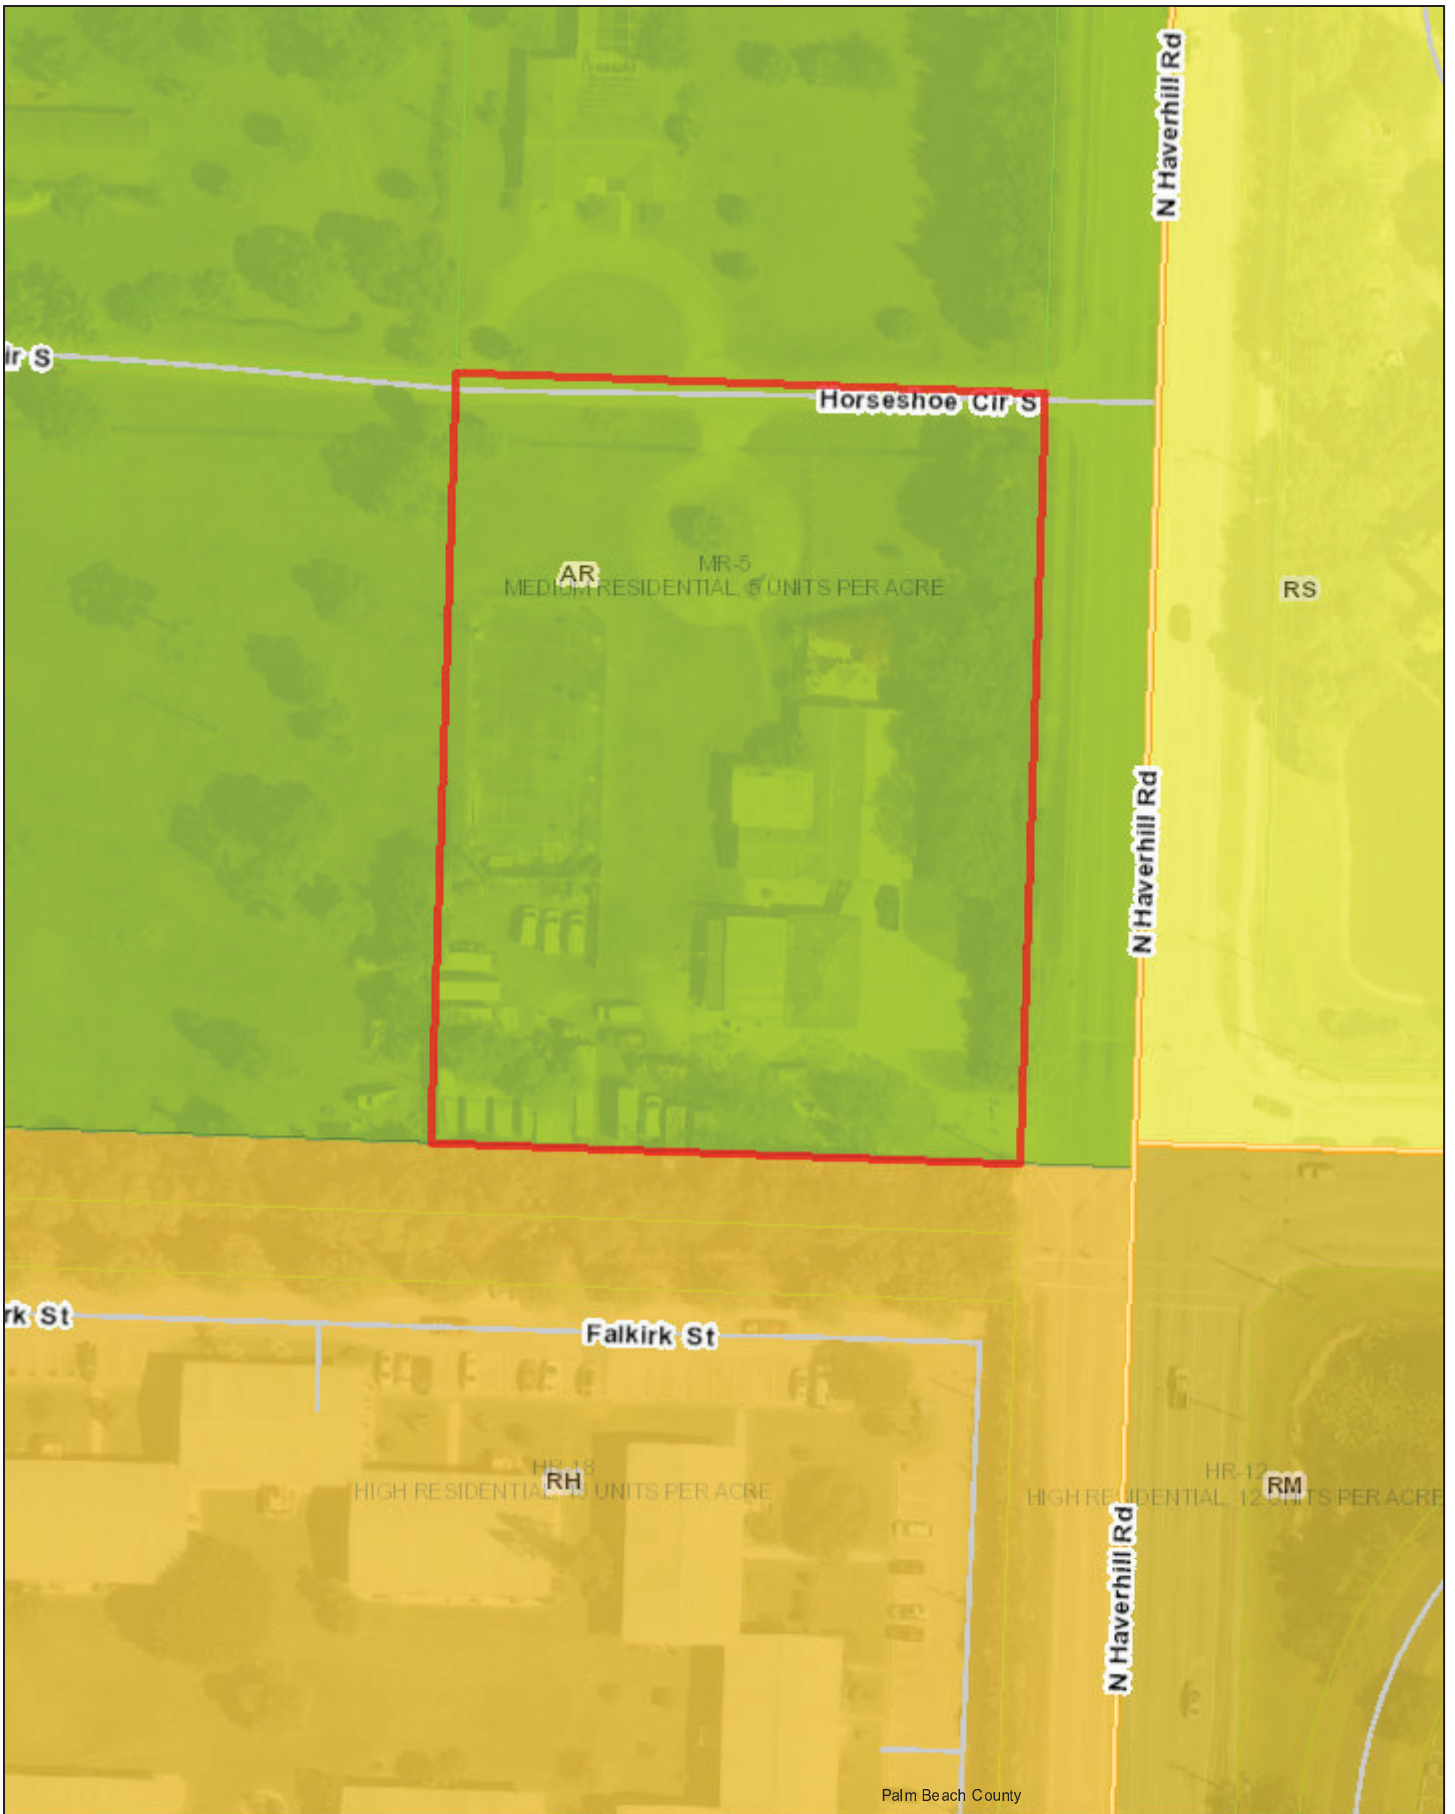 N Haverhill Rd
ir S
Horseshoe Cir S
AR
MR-5
MEDIUM RESIDENTIAL, 5 UNITS PER ACRE
RS
N Haverhill Rd
rk St
Falkirk St
HR-18
RH
HIGH RESIDENTIAL, 18 UNITS PER ACRE
HR-12
RM
HIGH RESIDENTIAL, 12 UNITS PER ACRE
N Haverhill Rd
Palm Beach County